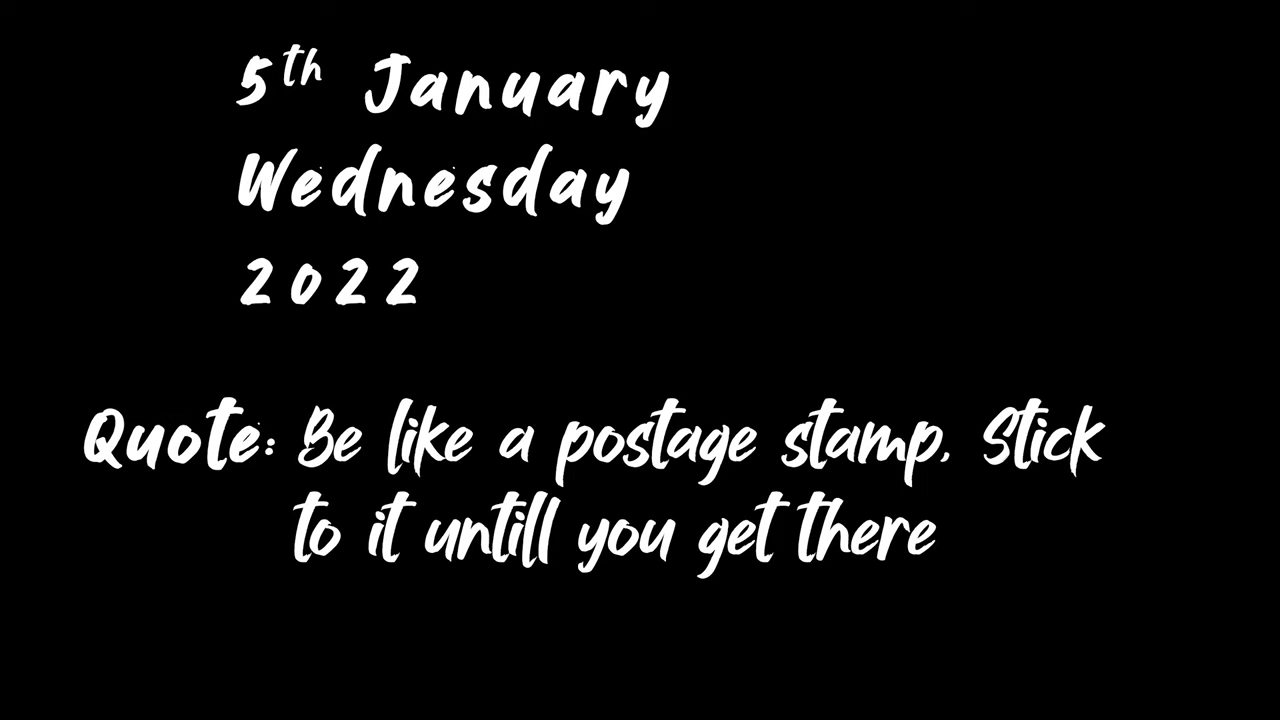 5th January
Wednesday
2022
Quote: Be like a postage stamp, Stick
to it untill you get there